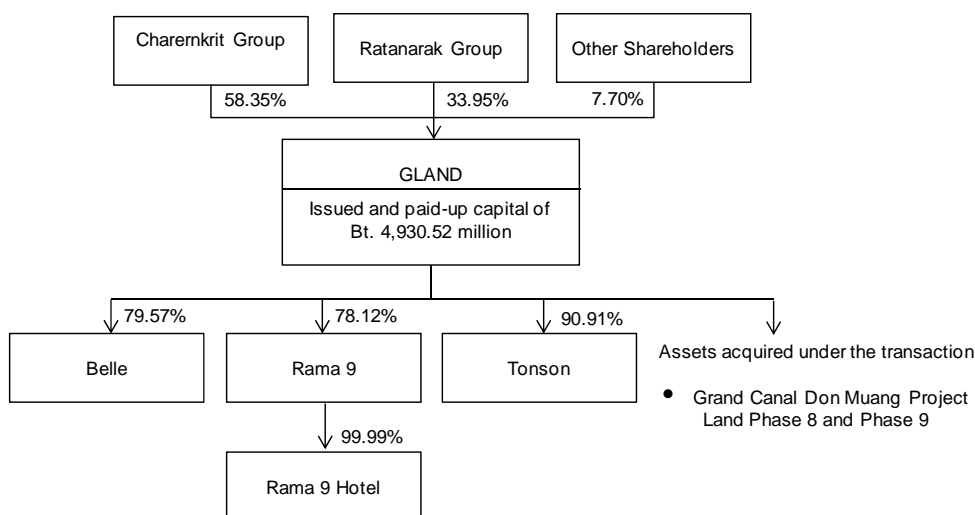 Charernkrit Group
Ratanarak Group
Other Shareholders
58.35%
33.95%
7.70%
GLAND
Issued and paid-up capital of
Bt. 4,930.52 million
79.57%
78.12%
90.91%
Belle
Rama 9
Tonson
Assets acquired under the transaction
• Grand Canal Don Muang Project
Land Phase 8 and Phase 9
99.99%
Rama 9 Hotel